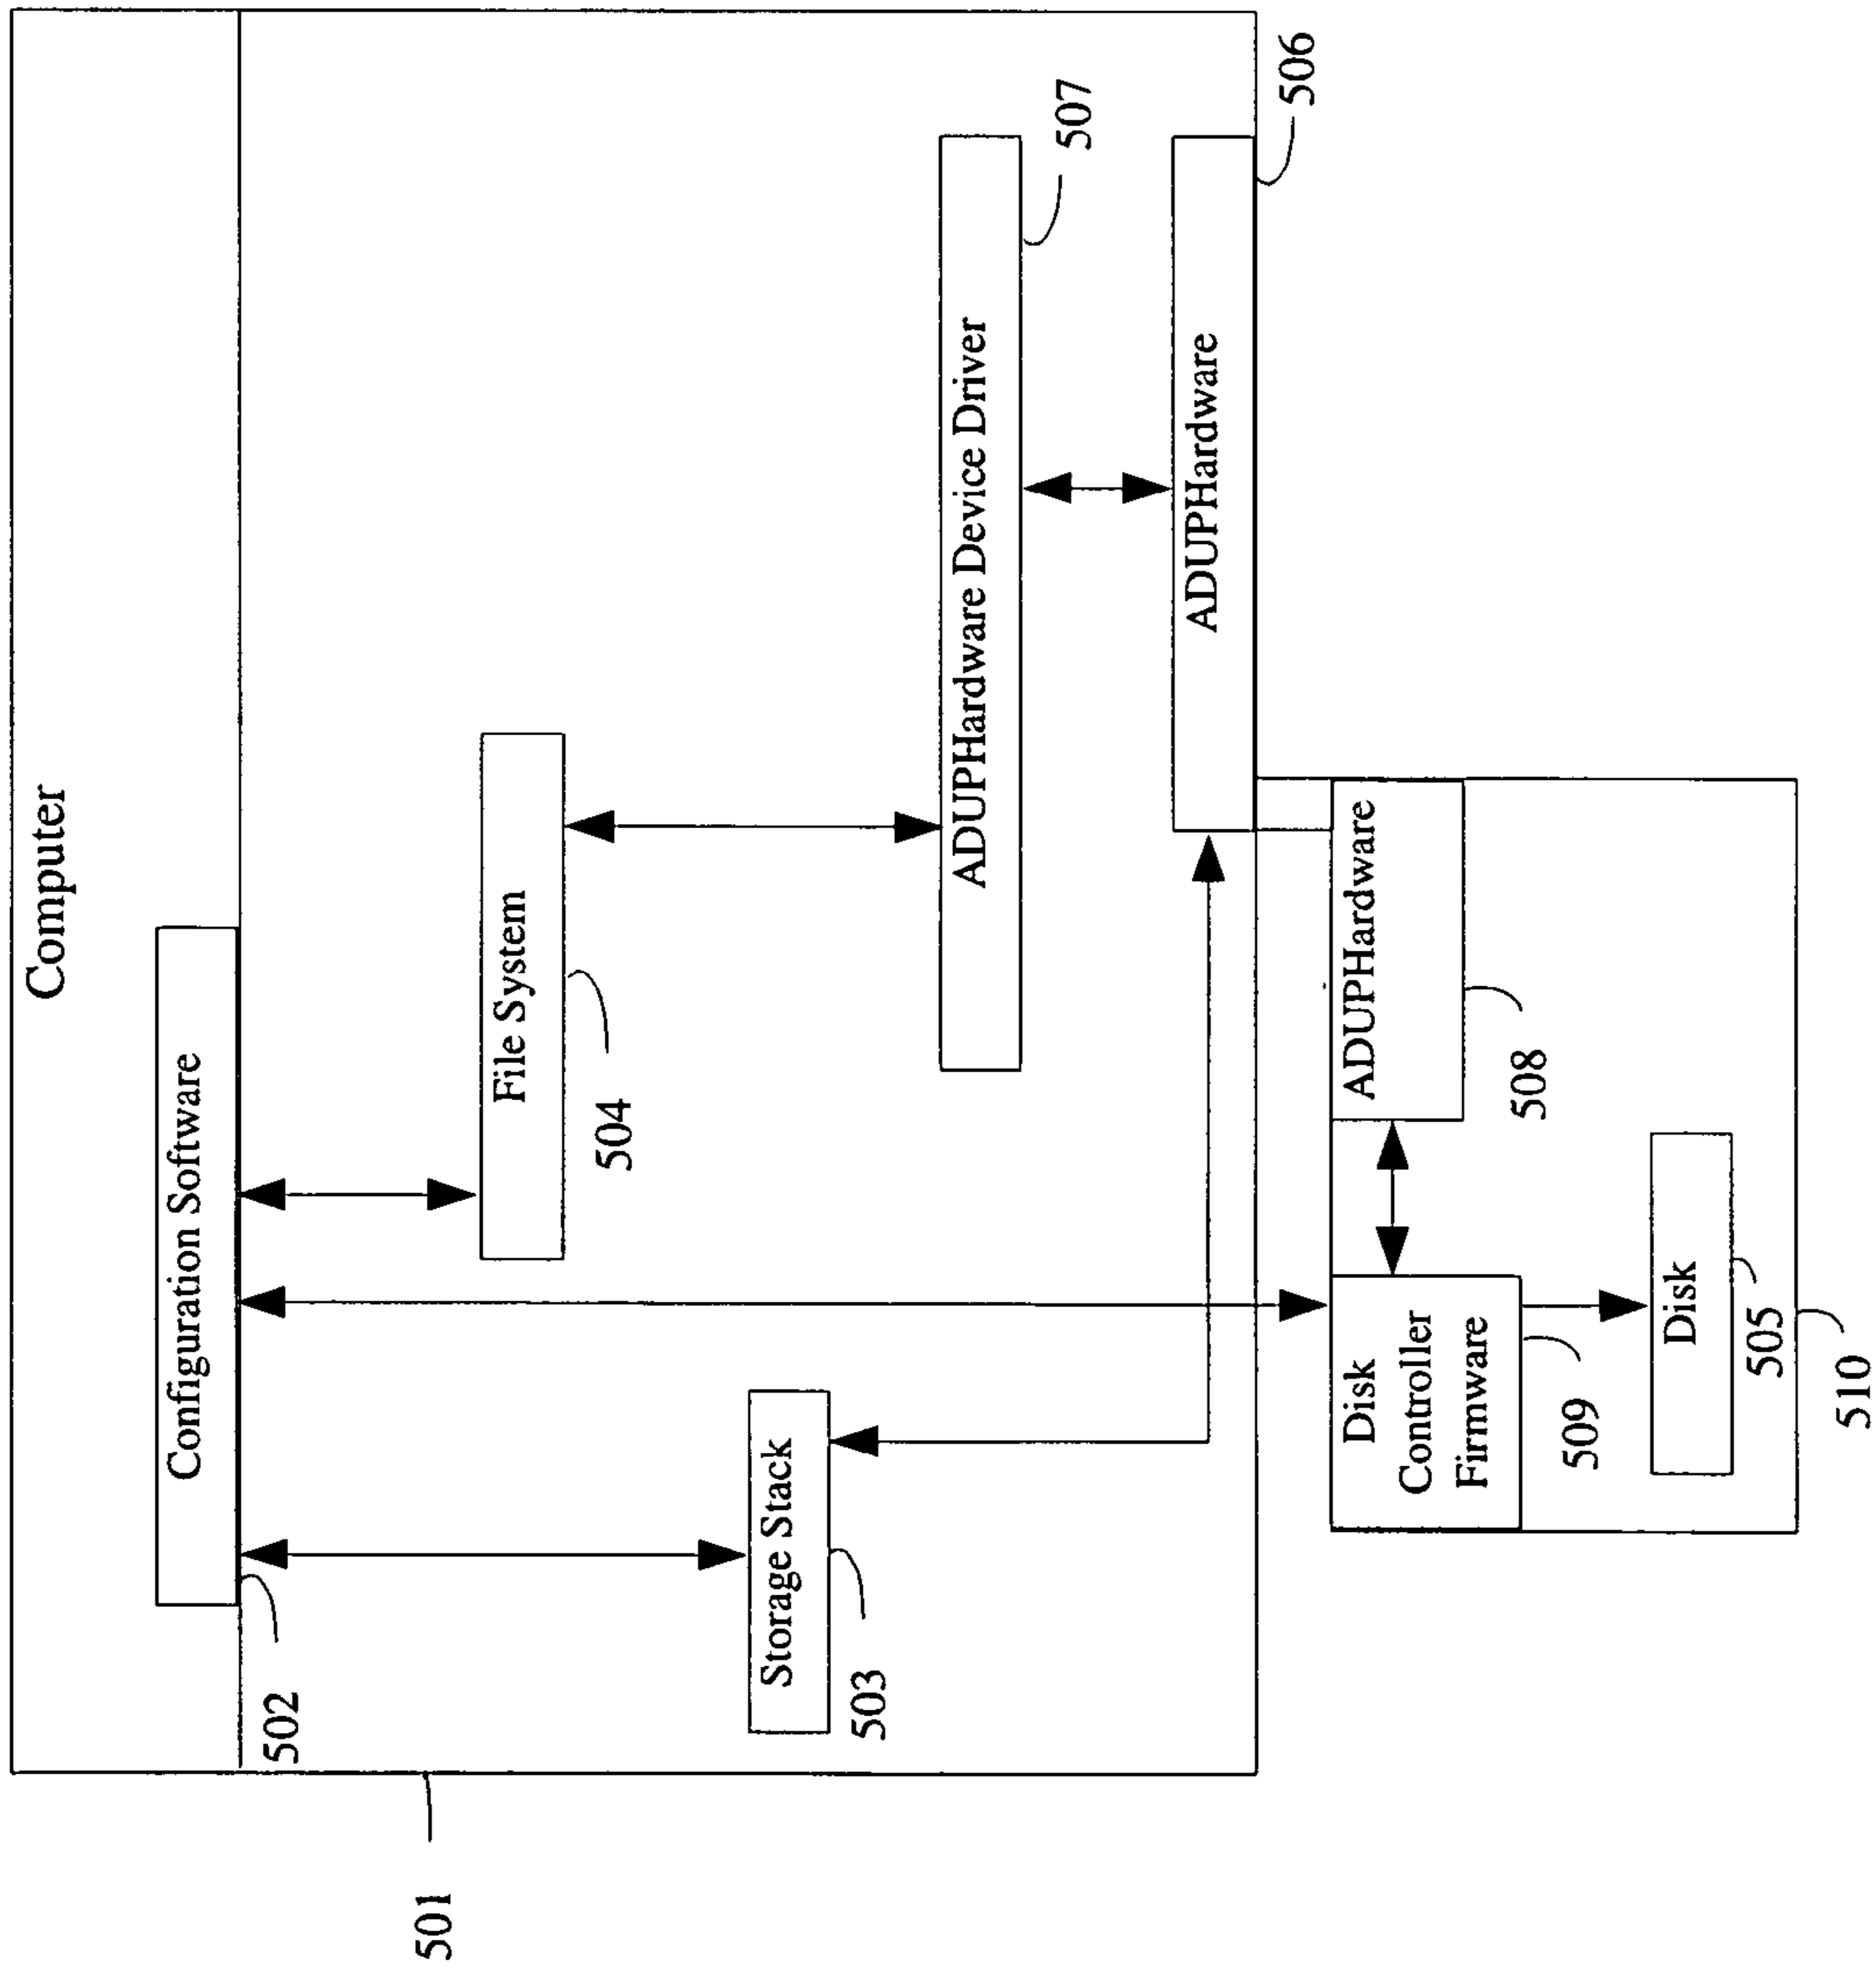 Computer
Configuration Software
502
File System
504
Storage Stack
503
501
ADUPHardware Device Driver
507
ADUPHardware
506
ADUPHardware
508
Disk
Controller
Firmware
509
Disk
505
510